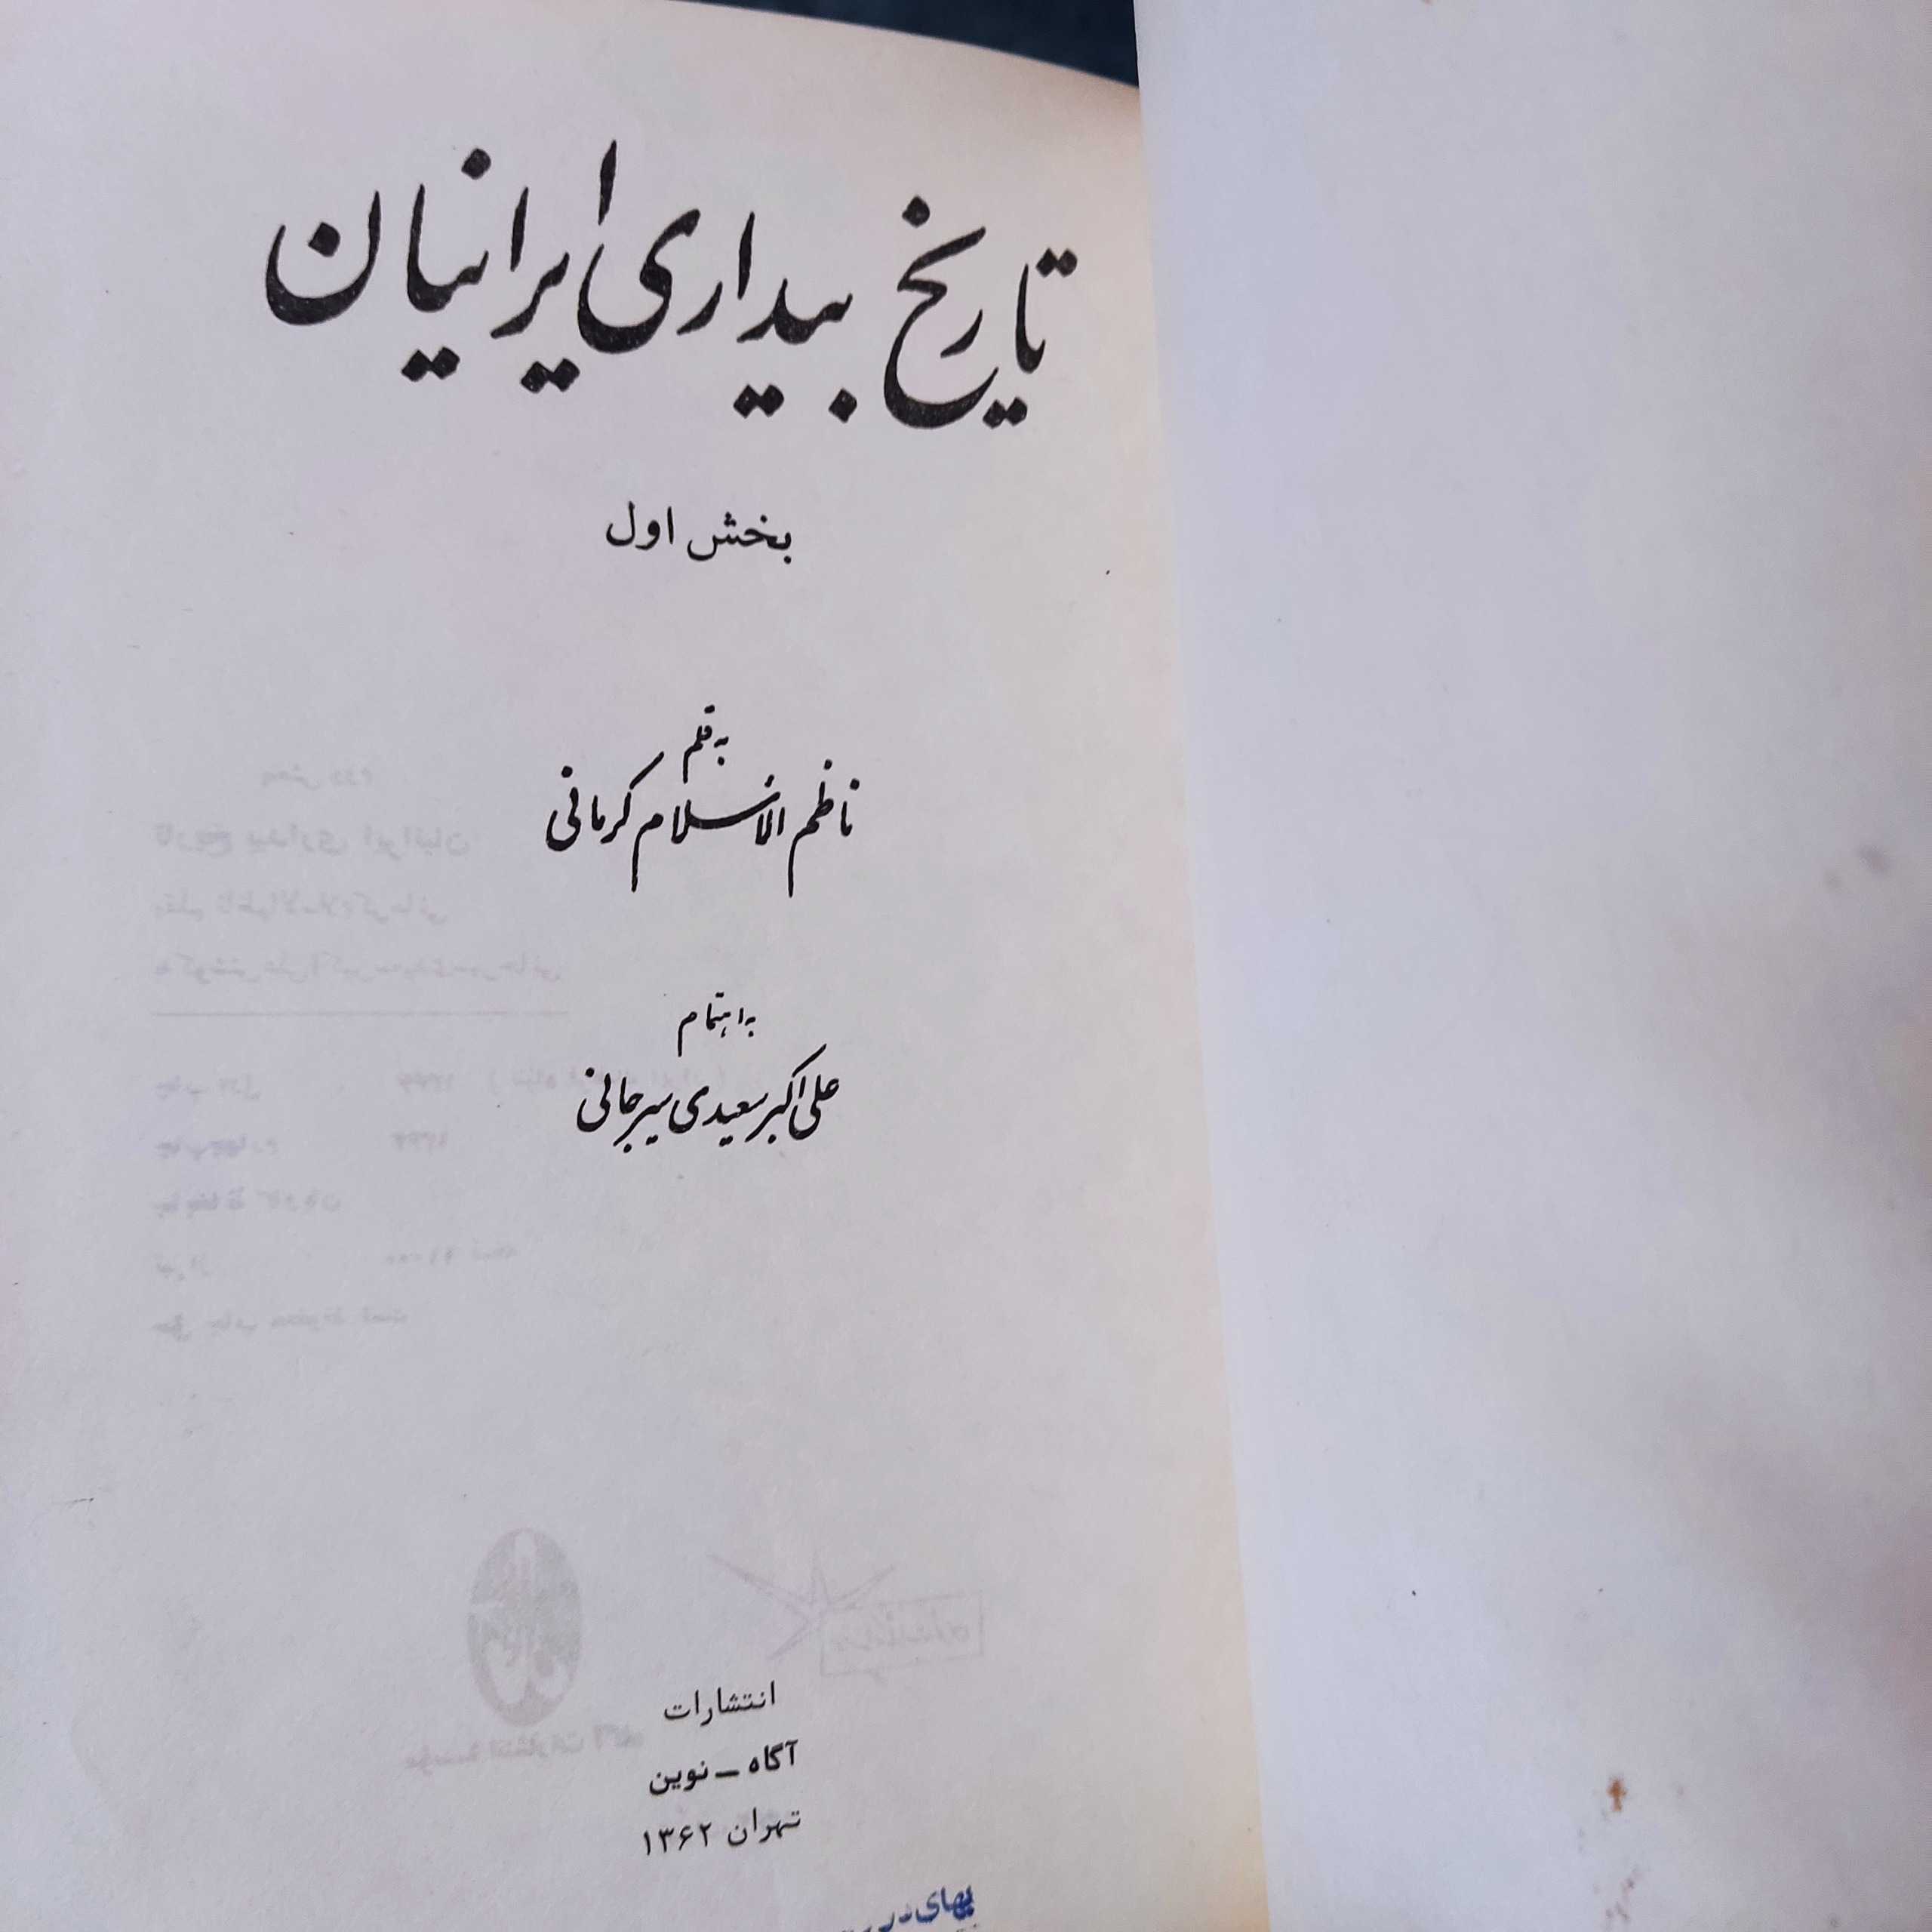 تاریخ بیداری ایرانیان
بخش اول
به قلم
ناظم الاسلام کرمانی
به اهتمام
علی اکبر سعیدی سیرجانی
انتشارات
آگاه ــ نوین
تهران ۱۳۶۲
بهای